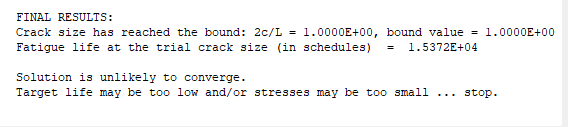 FINAL RESULTS:
Crack size has reached the bound: 2c/L = 1.0000E+00, bound value = 1.0000E+00
Fatigue life at the trial crack size (in schedules)  =  1.5372E+04

Solution is unlikely to converge.
Target life may be too low and/or stresses may be too small ... stop.